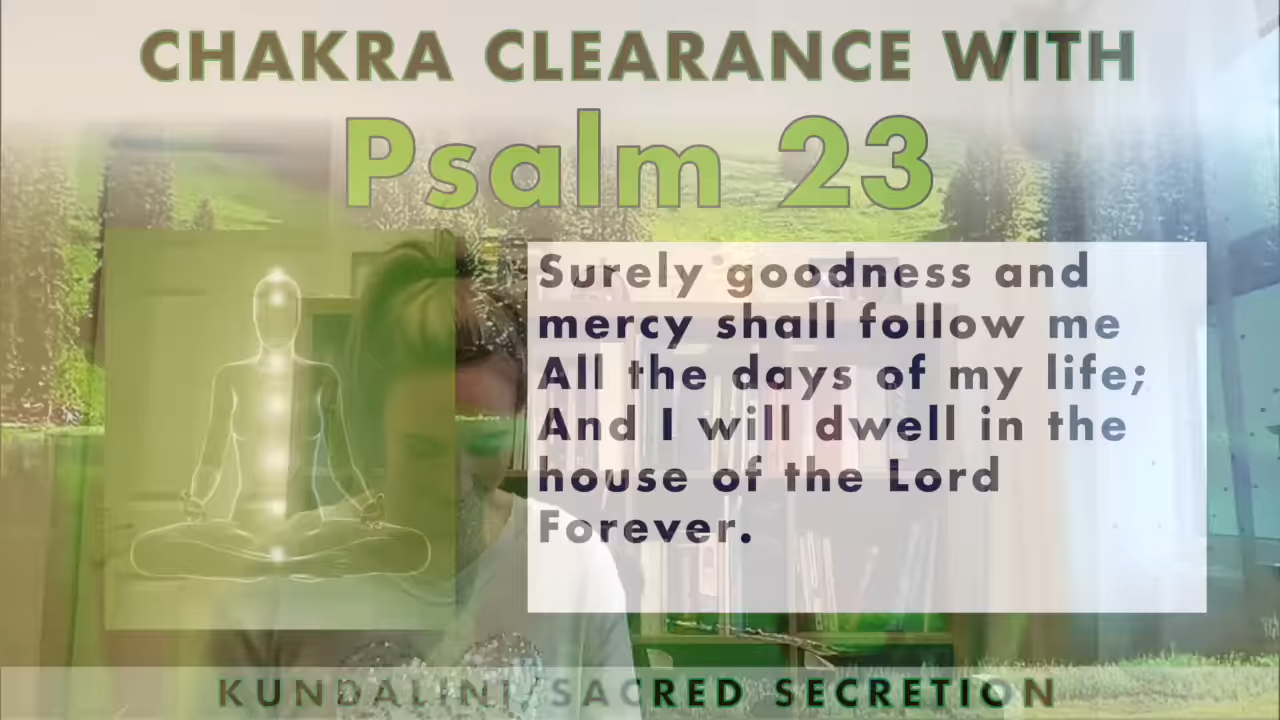 CHAKRA CLEARANCE WITH
Psalm 23
Surely goodness and
mercy shall follow me
All the days of my life;
And I will dwell in the
house of the Lord
Forever.
KUNDALINI/SACRED SECRETION